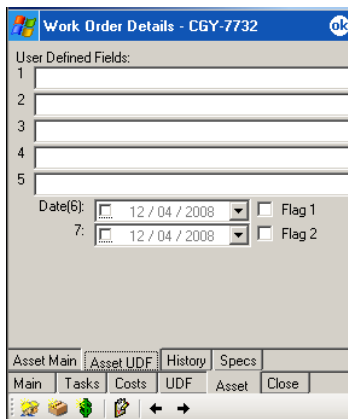 Work Order Details - CGY-7732 ok
User Defined Fields:
1
2
3
4
5
Date(6): 12 / 04 / 2008 Flag 1
7: 12 / 04 / 2008 Flag 2
Asset Main Asset UDF History Specs
Main Tasks Costs UDF Asset Close